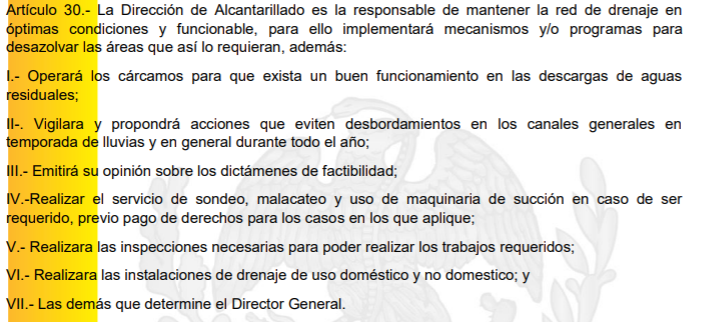 Artículo 30.- La Dirección de Alcantarillado es la responsable de mantener la red de drenaje en
óptimas condiciones y funcionable, para ello implementará mecanismos y/o programas para
desazolvar las áreas que así lo requieran, además:
I.- Operará los cárcamos para que exista un buen funcionamiento en las descargas de aguas
residuales;
II-. Vigilara y propondrá acciones que eviten desbordamientos en los canales generales en
temporada de lluvias y en general durante todo el año;
III.- Emitirá su opinión sobre los dictámenes de factibilidad;
IV.-Realizar el servicio de sondeo, malacateo y uso de maquinaria de succión en caso de ser
requerido, previo pago de derechos para los casos en los que aplique;
V.- Realizara las inspecciones necesarias para poder realizar los trabajos requeridos;
VI.- Realizara las instalaciones de drenaje de uso doméstico y no domestico; y
VII.- Las demás que determine el Director General.